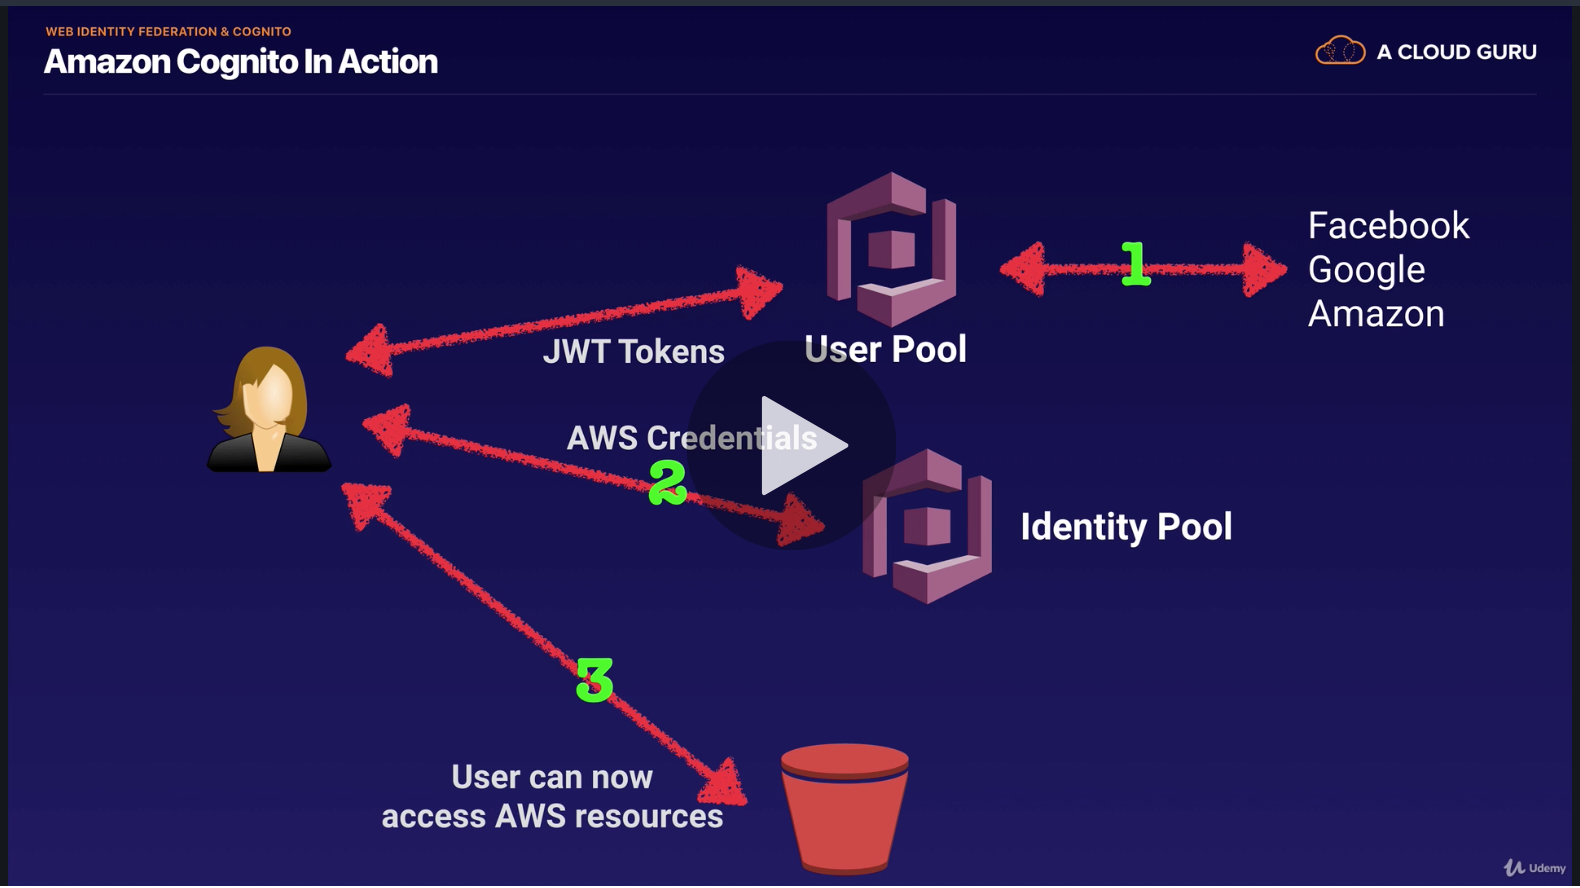 WEB IDENTITY FEDERATION & COGNITO
Amazon Cognito In Action
A CLOUD GURU
Facebook
Google
Amazon
1
JWT Tokens
User Pool
AWS Credentials
2
Identity Pool
3
User can now
access AWS resources
Udemy